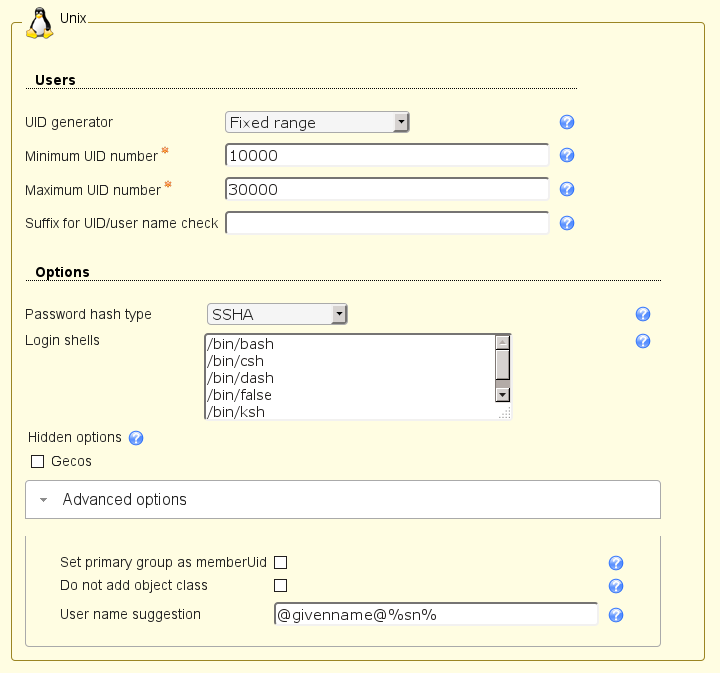 Unix
Users
UID generator Fixed range
Minimum UID number * 10000
Maximum UID number * 30000
Suffix for UID/user name check
Options
Password hash type SSHA
Login shells /bin/bash
/bin/csh
/bin/dash
/bin/false
/bin/ksh
Hidden options
Gecos
Advanced options
Set primary group as memberUid
Do not add object class
User name suggestion @givenname@%sn%